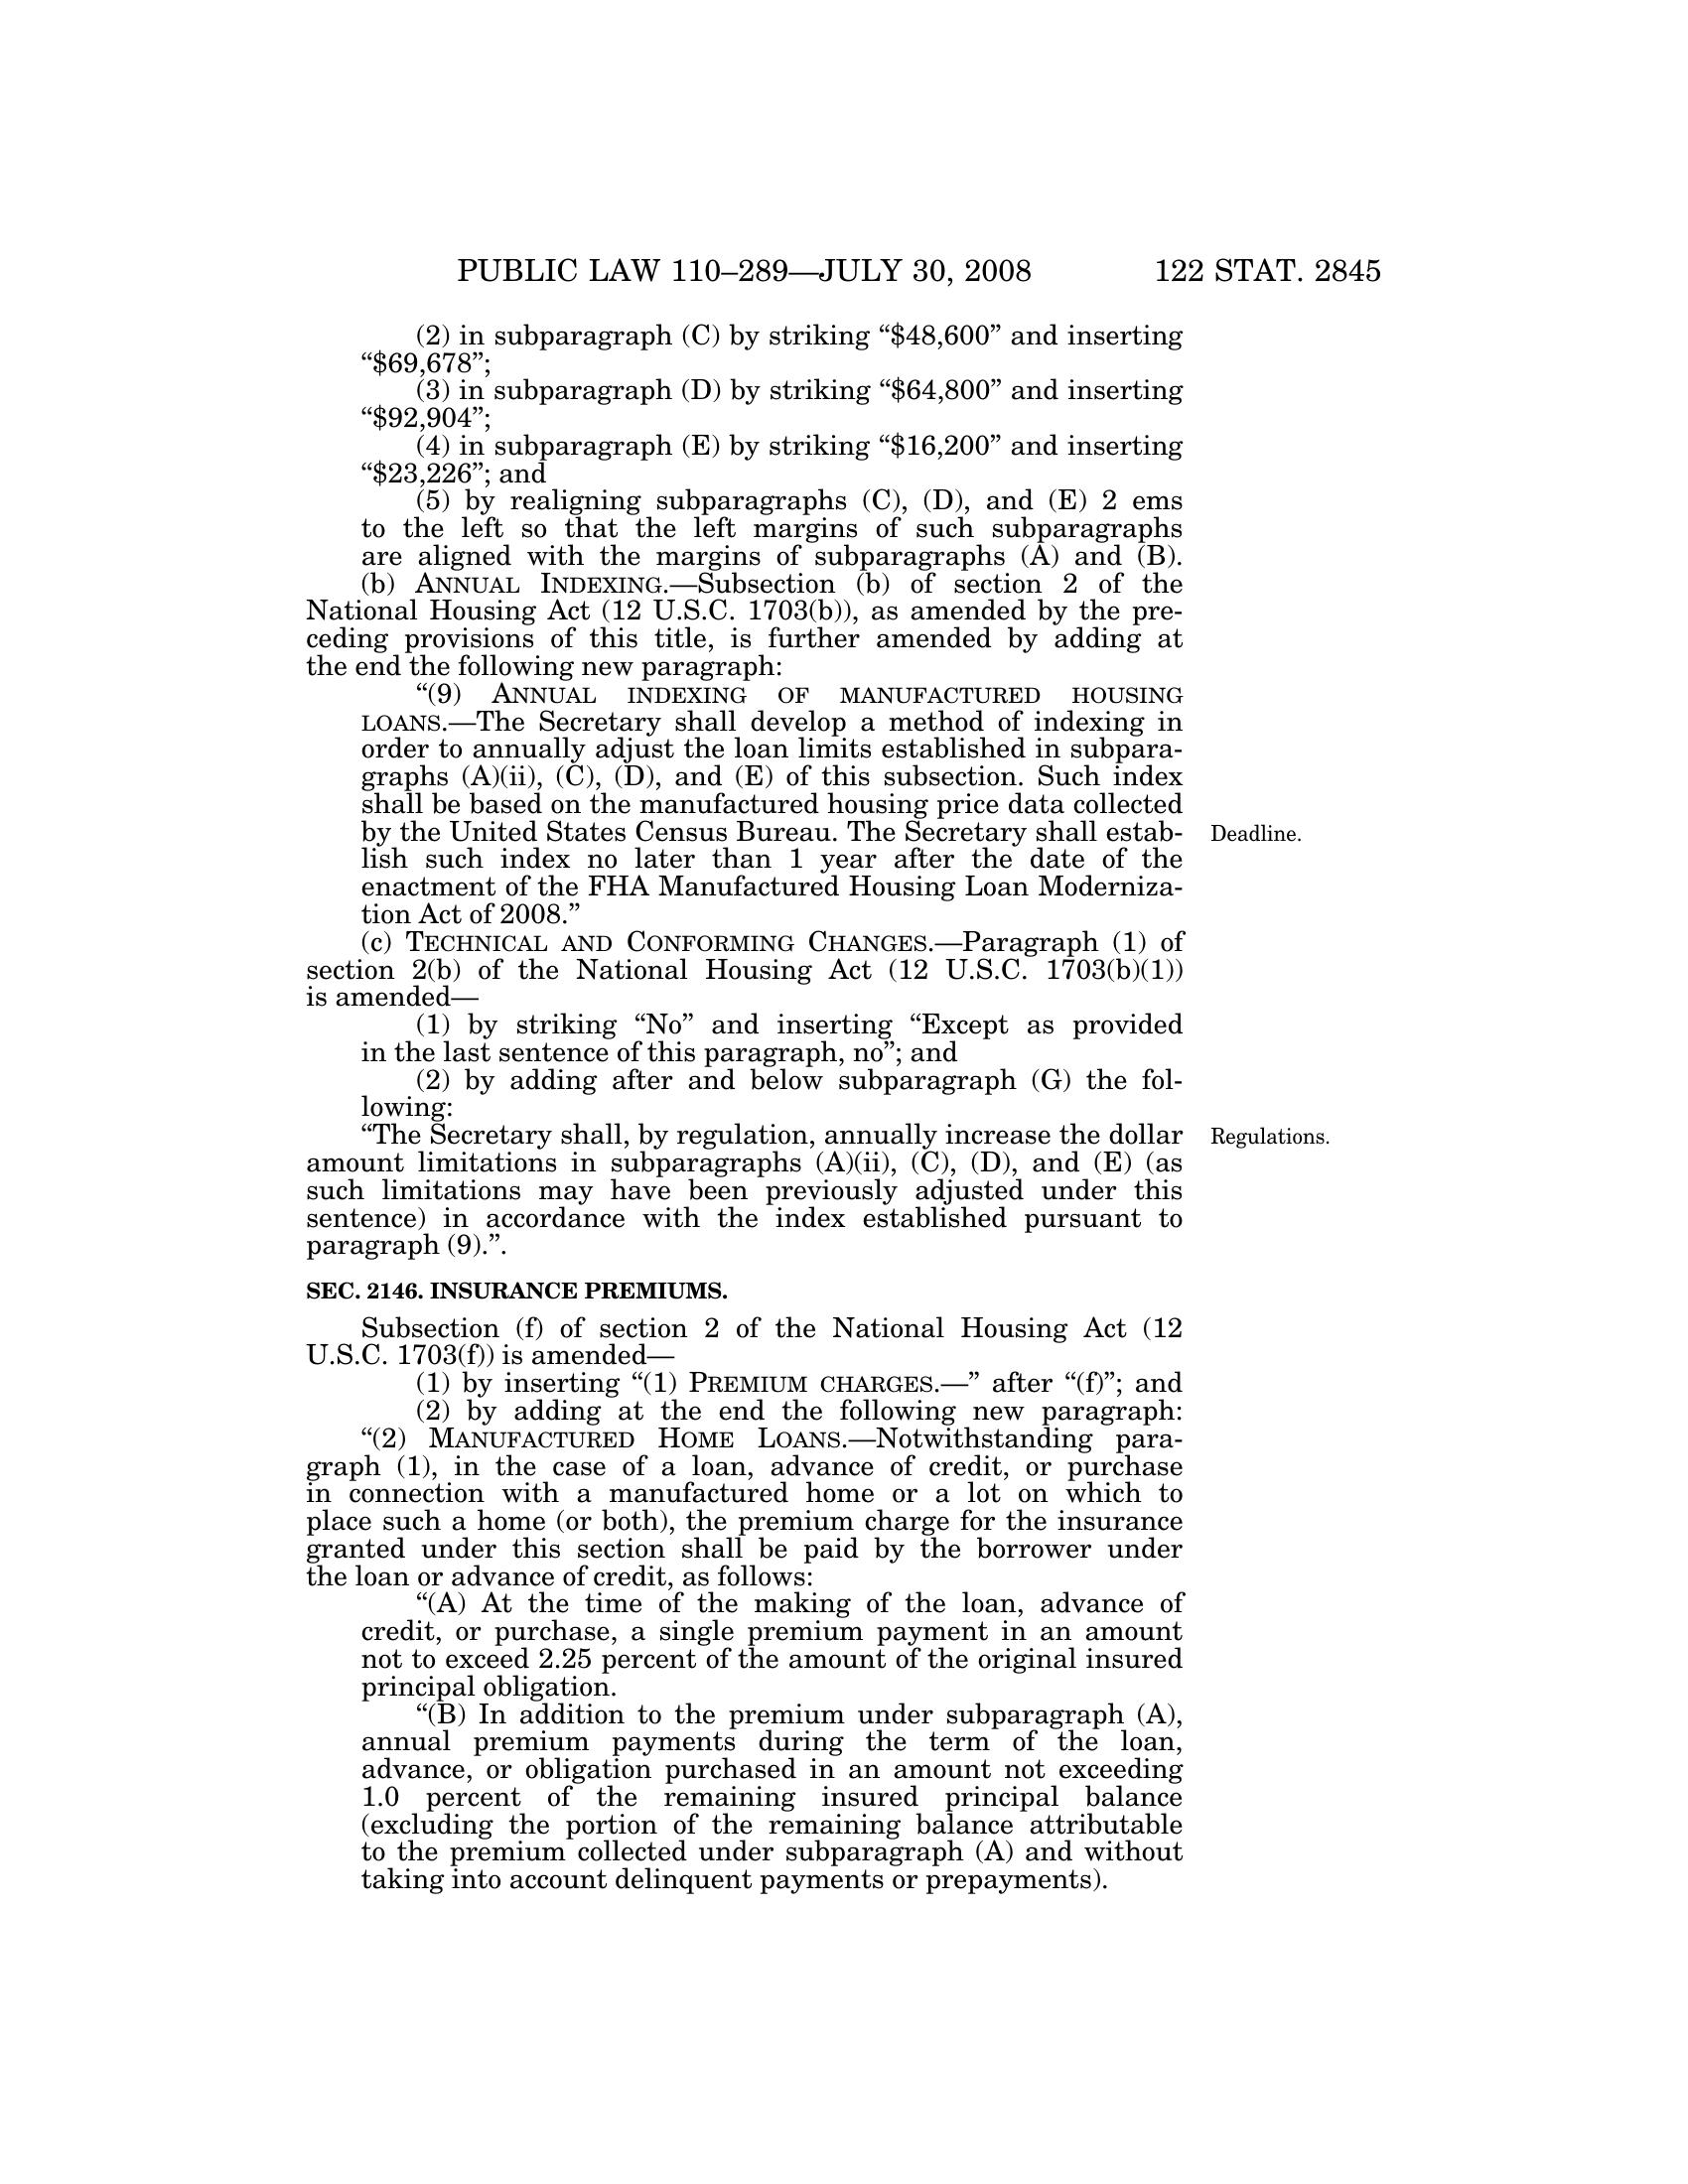 PUBLIC LAW 110–289—JULY 30, 2008 122 STAT. 2845
(2) in subparagraph (C) by striking “$48,600” and inserting
“$69,678”;
(3) in subparagraph (D) by striking “$64,800” and inserting
“$92,904”;
(4) in subparagraph (E) by striking “$16,200” and inserting
“$23,226”; and
(5) by realigning subparagraphs (C), (D), and (E) 2 ems
to the left so that the left margins of such subparagraphs
are aligned with the margins of subparagraphs (A) and (B).
(b) ANNUAL INDEXING.—Subsection (b) of section 2 of the
National Housing Act (12 U.S.C. 1703(b)), as amended by the pre-
ceding provisions of this title, is further amended by adding at
the end the following new paragraph:
“(9) ANNUAL INDEXING OF MANUFACTURED HOUSING
LOANS.—The Secretary shall develop a method of indexing in
order to annually adjust the loan limits established in subpara-
graphs (A)(ii), (C), (D), and (E) of this subsection. Such index
shall be based on the manufactured housing price data collected
by the United States Census Bureau. The Secretary shall estab-
Deadline.
lish such index no later than 1 year after the date of the
enactment of the FHA Manufactured Housing Loan Moderniza-
tion Act of 2008.”
(c) TECHNICAL AND CONFORMING CHANGES.—Paragraph (1) of
section 2(b) of the National Housing Act (12 U.S.C. 1703(b)(1))
is amended—
(1) by striking “No” and inserting “Except as provided
in the last sentence of this paragraph, no”; and
(2) by adding after and below subparagraph (G) the fol-
lowing:
“The Secretary shall, by regulation, annually increase the dollar
Regulations.
amount limitations in subparagraphs (A)(ii), (C), (D), and (E) (as
such limitations may have been previously adjusted under this
sentence) in accordance with the index established pursuant to
paragraph (9).”.
SEC. 2146. INSURANCE PREMIUMS.
Subsection (f) of section 2 of the National Housing Act (12
U.S.C. 1703(f)) is amended—
(1) by inserting “(1) PREMIUM CHARGES.—” after “(f)”; and
(2) by adding at the end the following new paragraph:
“(2) MANUFACTURED HOME LOANS.—Notwithstanding para-
graph (1), in the case of a loan, advance of credit, or purchase
in connection with a manufactured home or a lot on which to
place such a home (or both), the premium charge for the insurance
granted under this section shall be paid by the borrower under
the loan or advance of credit, as follows:
“(A) At the time of the making of the loan, advance of
credit, or purchase, a single premium payment in an amount
not to exceed 2.25 percent of the amount of the original insured
principal obligation.
“(B) In addition to the premium under subparagraph (A),
annual premium payments during the term of the loan,
advance, or obligation purchased in an amount not exceeding
1.0 percent of the remaining insured principal balance
(excluding the portion of the remaining balance attributable
to the premium collected under subparagraph (A) and without
taking into account delinquent payments or prepayments).